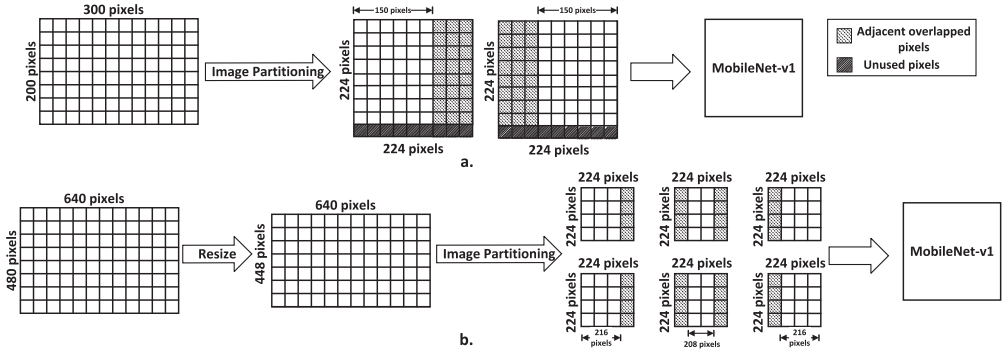 300 pixels
200 pixels
Image Partitioning
150 pixels
224 pixels
224 pixels
150 pixels
224 pixels
224 pixels
MobileNet-v1
Adjacent overlapped
pixels
Unused pixels
a.
640 pixels
480 pixels
Resize
640 pixels
448 pixels
Image Partitioning
224 pixels
224 pixels
224 pixels
224 pixels
224 pixels
224 pixels
224 pixels
224 pixels
224 pixels
224 pixels
224 pixels
224 pixels
216
pixels
208 pixels
216
pixels
MobileNet-v1
b.